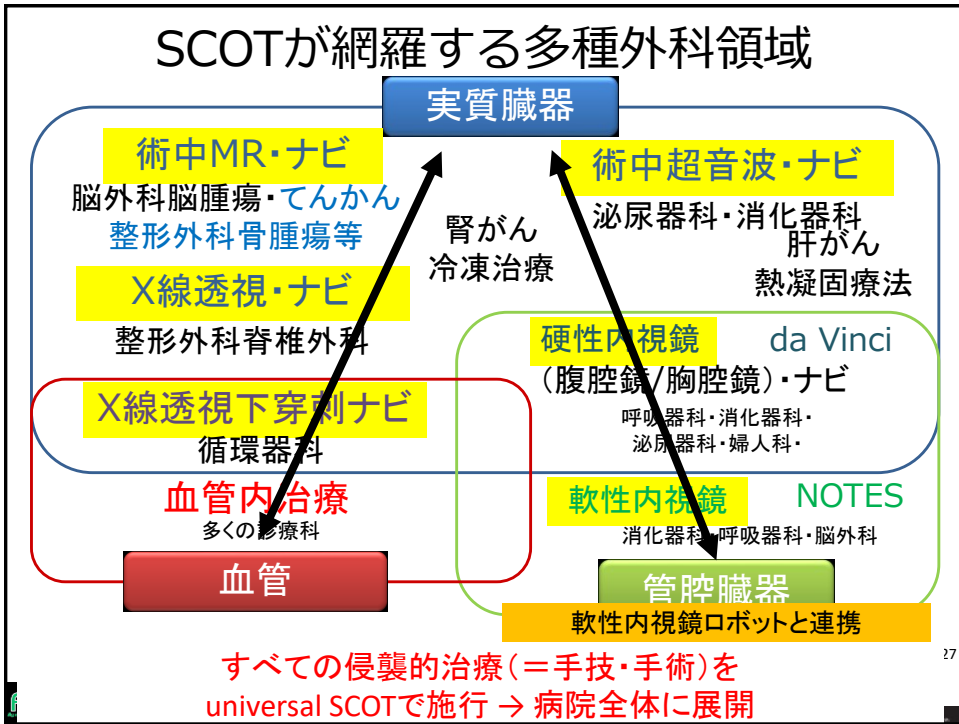 SCOTが網羅する多種外科領域
実質臓器
術中MR・ナビ
脳外科脳腫瘍・てんかん
整形外科骨腫瘍等
X線透視・ナビ
整形外科脊椎外科
X線透視下穿刺ナビ
循環器科
血管内治療
多くの診療科
血管
腎がん
冷凍治療
術中超音波・ナビ
泌尿器科・消化器科
肝がん
熱凝固療法
硬性内視鏡 da Vinci
(腹腔鏡/胸腔鏡)・ナビ
呼吸器科・消化器科・
泌尿器科・婦人科・
軟性内視鏡 NOTES
消化器科・呼吸器科・脳外科
管腔臓器
軟性内視鏡ロボットと連携
27
すべての侵襲的治療(=手技・手術)を
universal SCOTで施行 → 病院全体に展開